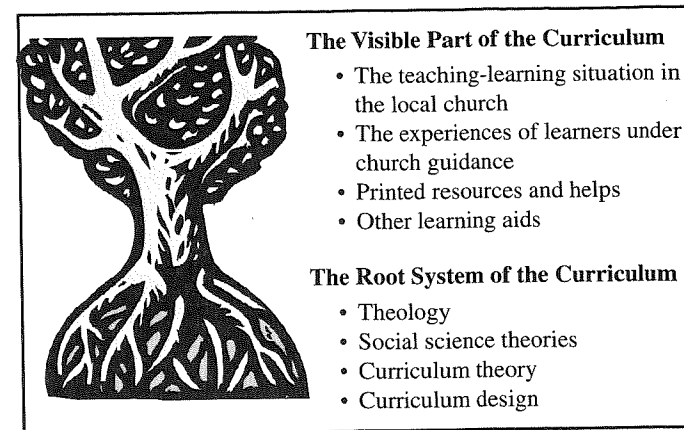 The Visible Part of the Curriculum
• The teaching-learning situation in
the local church
• The experiences of learners under
church guidance
• Printed resources and helps
• Other learning aids
The Root System of the Curriculum
• Theology
• Social science theories
• Curriculum theory
• Curriculum design